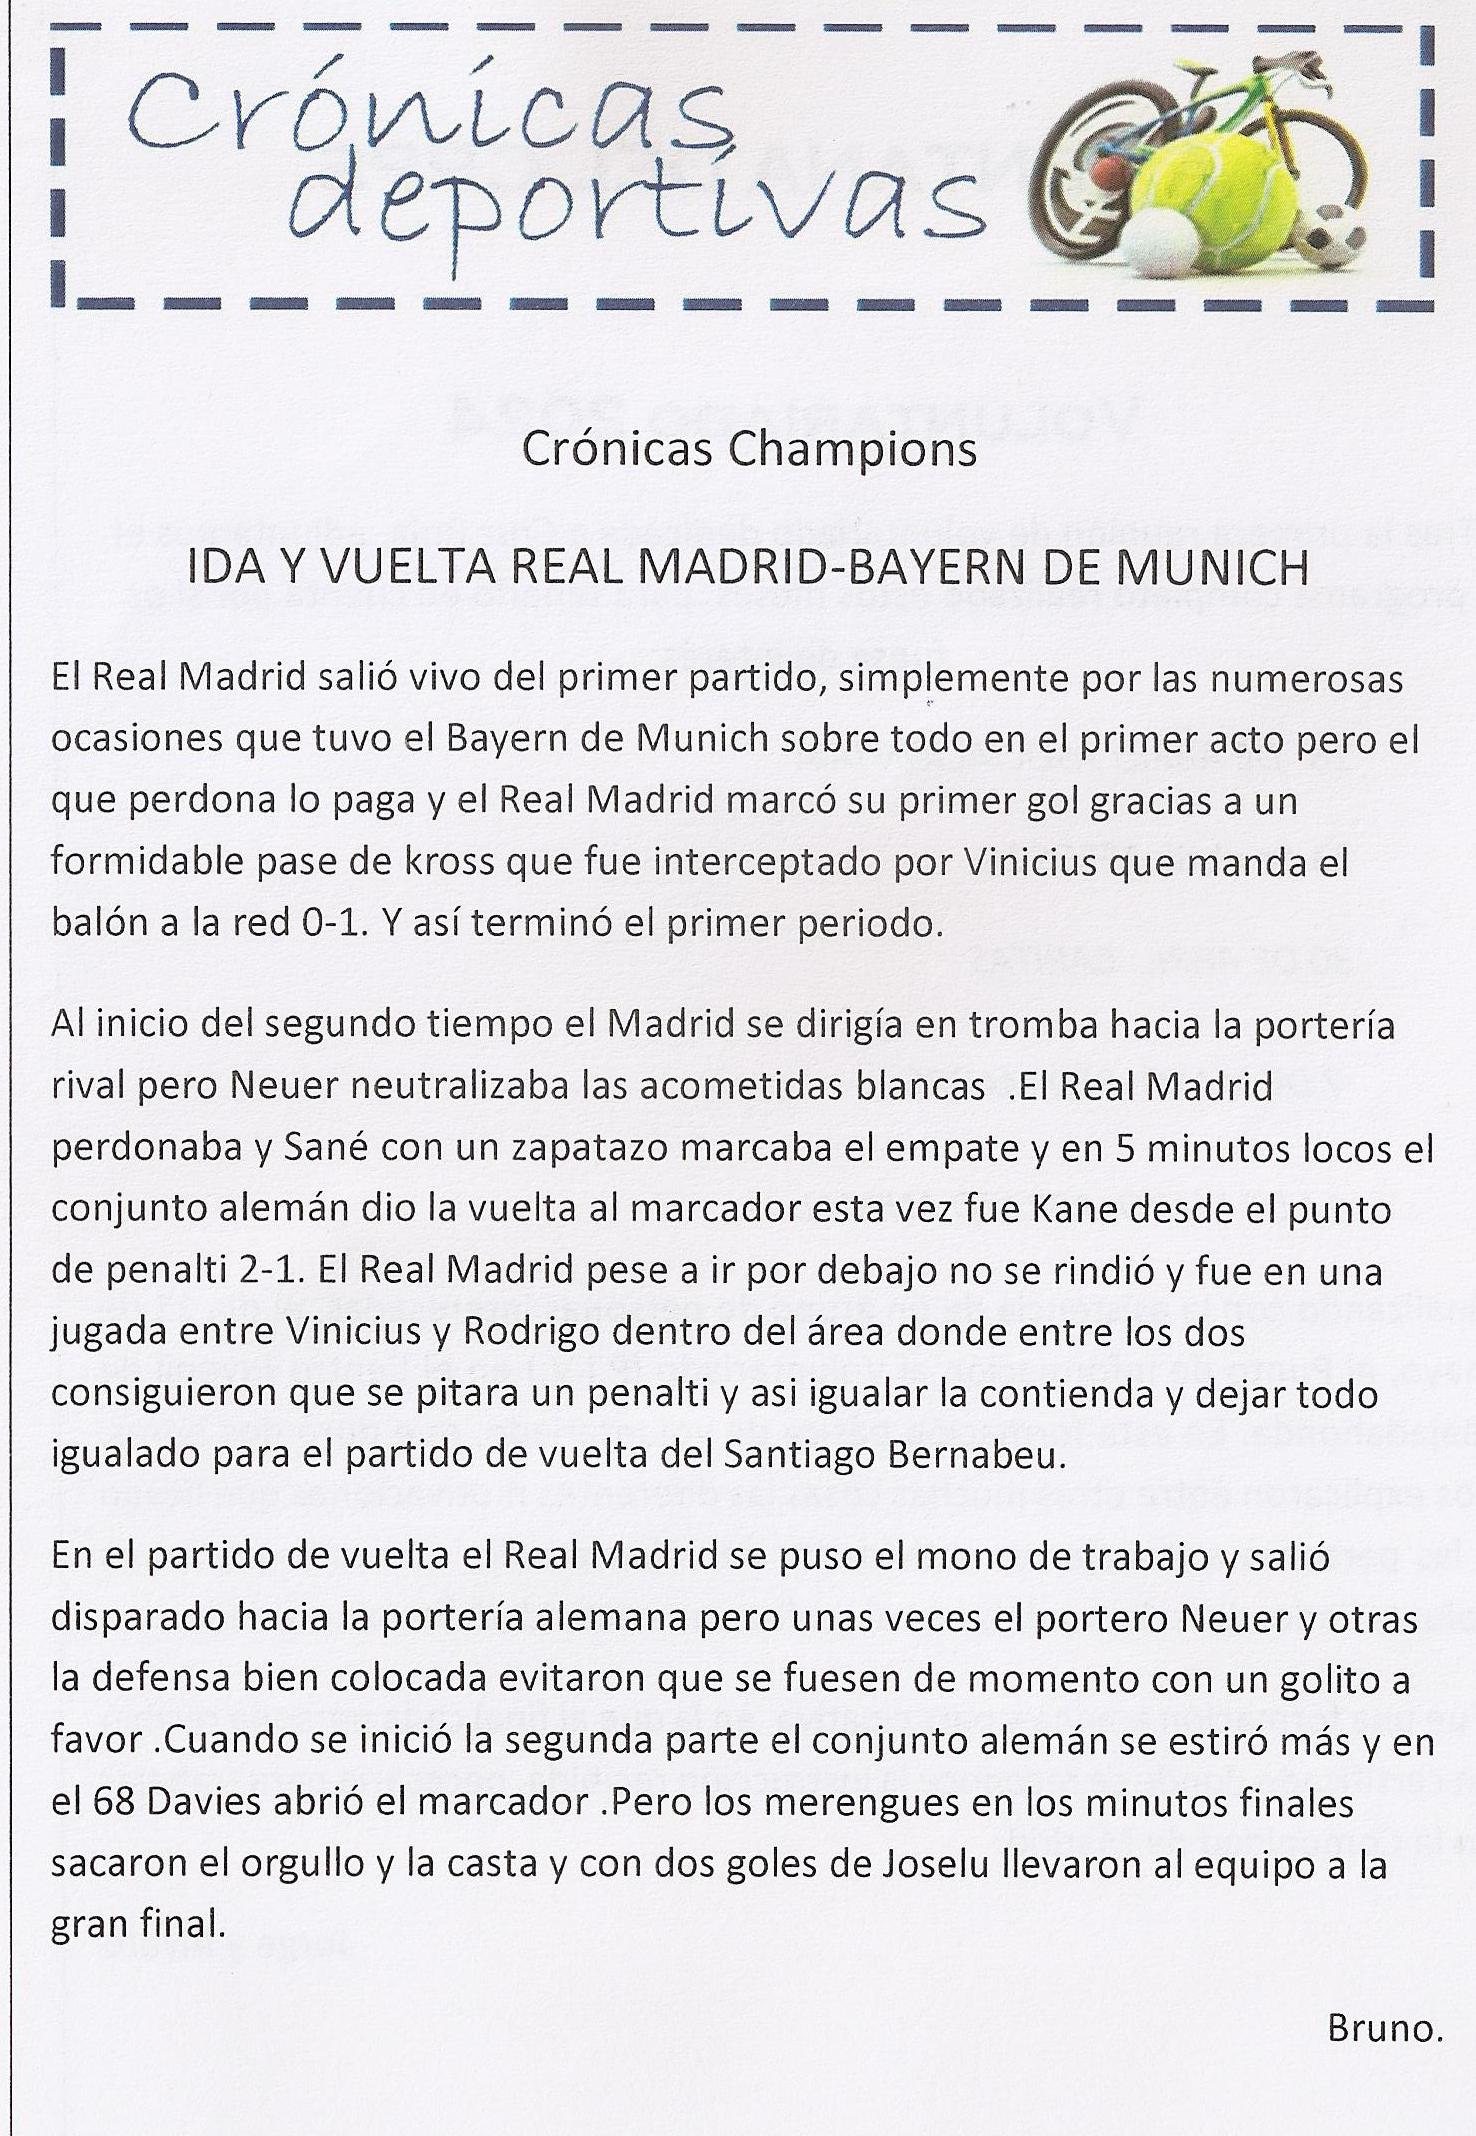 Crónicas
deportivas
Crónicas Champions
IDA Y VUELTA REAL MADRID-BAYERN DE MUNICH
El Real Madrid salió vivo del primer partido, simplemente por las numerosas
ocasiones que tuvo el Bayern de Munich sobre todo en el primer acto pero el
que perdona lo paga y el Real Madrid marcó su primer gol gracias a un
formidable pase de kross que fue interceptado por Vinicius que manda el
balón a la red 0-1. Y así terminó el primer periodo.
Al inicio del segundo tiempo el Madrid se dirigía en tromba hacia la portería
rival pero Neuer neutralizaba las acometidas blancas  .El Real Madrid
perdonaba y Sané con un zapatazo marcaba el empate y en 5 minutos locos el
conjunto alemán dio la vuelta al marcador esta vez fue Kane desde el punto
de penalti 2-1. El Real Madrid pese a ir por debajo no se rindió y fue en una
jugada entre Vinicius y Rodrigo dentro del área donde entre los dos
consiguieron que se pitara un penalti y asi igualar la contienda y dejar todo
igualado para el partido de vuelta del Santiago Bernabeu.
En el partido de vuelta el Real Madrid se puso el mono de trabajo y salió
disparado hacia la portería alemana pero unas veces el portero Neuer y otras
la defensa bien colocada evitaron que se fuesen de momento con un golito a
favor .Cuando se inició la segunda parte el conjunto alemán se estiró más y en
el 68 Davies abrió el marcador .Pero los merengues en los minutos finales
sacaron el orgullo y la casta y con dos goles de Joselu llevaron al equipo a la
gran final.
Bruno.